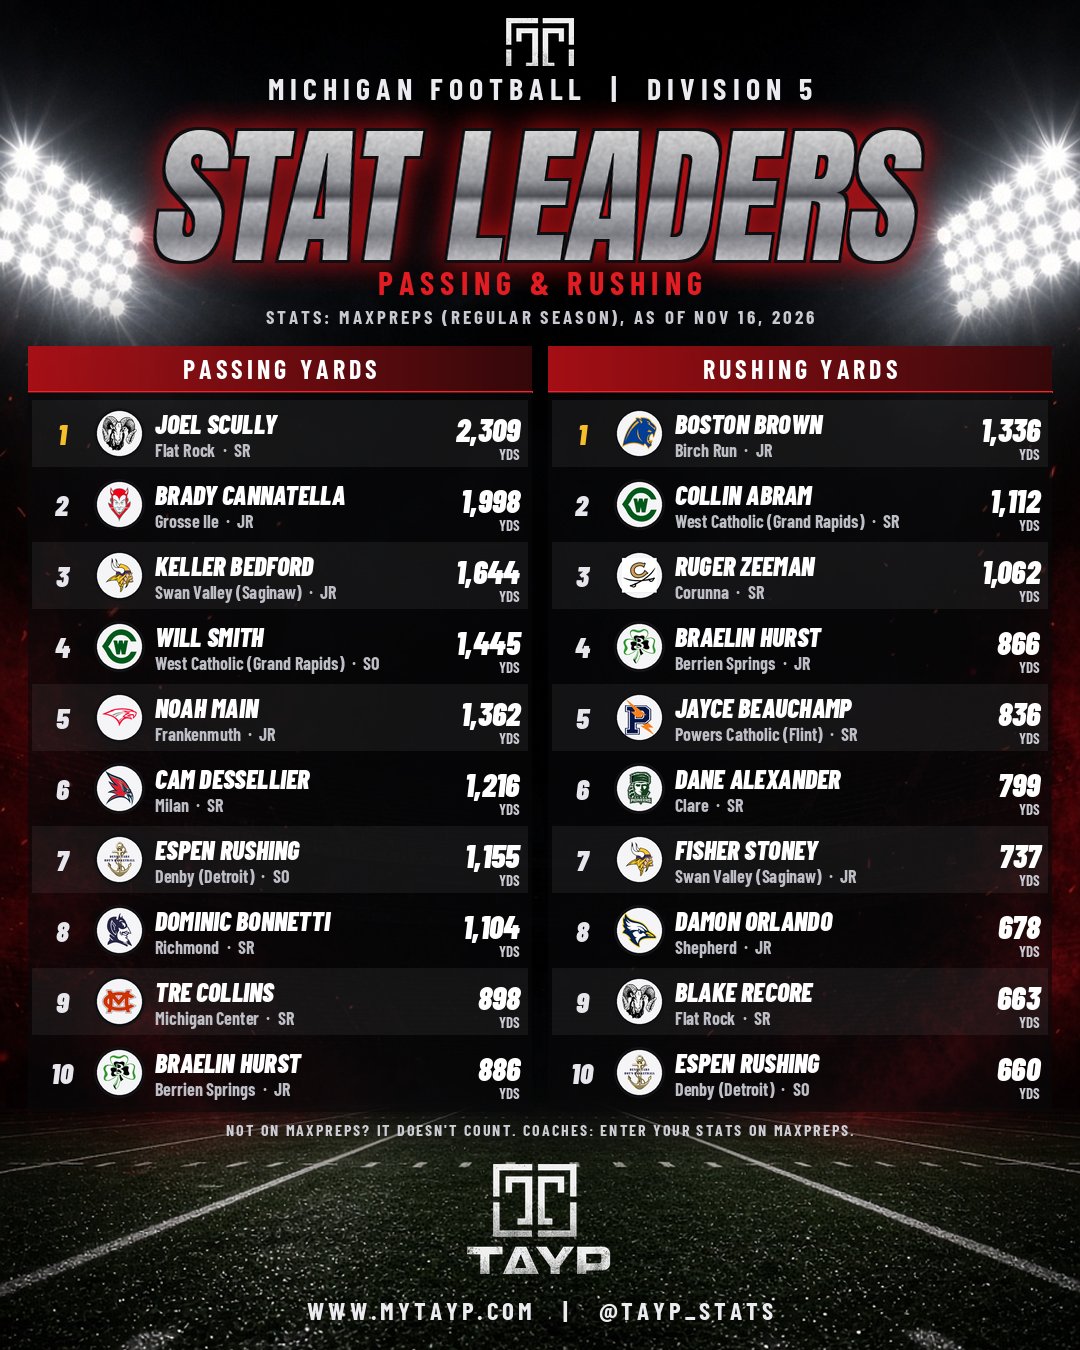 MICHIGAN FOOTBALL | DIVISION 5
STAT LEADERS
PASSING & RUSHING
STATS: MAXPREPS (REGULAR SEASON), AS OF NOV 16, 2026
PASSING YARDS
1 JOEL SCULLY 2,309
Flat Rock · SR YDS
2 BRADY CANNATELLA 1,998
Grosse Ile · JR YDS
3 KELLER BEDFORD 1,644
Swan Valley (Saginaw) · JR YDS
4 WILL SMITH 1,445
West Catholic (Grand Rapids) · SO YDS
5 NOAH MAIN 1,362
Frankenmuth · JR YDS
6 CAM DESSELLIER 1,216
Milan · SR YDS
7 ESPEN RUSHING 1,155
Denby (Detroit) · SO YDS
8 DOMINIC BONNETTI 1,104
Richmond · SR YDS
9 TRE COLLINS 898
Michigan Center · SR YDS
10 BRAELIN HURST 886
Berrien Springs · JR YDS
RUSHING YARDS
1 BOSTON BROWN 1,336
Birch Run · JR YDS
2 COLLIN ABRAM 1,112
West Catholic (Grand Rapids) · SR YDS
3 RUGER ZEEMAN 1,062
Corunna · SR YDS
4 BRAELIN HURST 866
Berrien Springs · JR YDS
5 JAYCE BEAUCHAMP 836
Powers Catholic (Flint) · SR YDS
6 DANE ALEXANDER 799
Clare · SR YDS
7 FISHER STONEY 737
Swan Valley (Saginaw) · JR YDS
8 DAMON ORLANDO 678
Shepherd · JR YDS
9 BLAKE RECORE 663
Flat Rock · SR YDS
10 ESPEN RUSHING 660
Denby (Detroit) · SO YDS
NOT ON MAXPREPS? IT DOESN'T COUNT. COACHES: ENTER YOUR STATS ON MAXPREPS.
TAYP
WWW.MYTAYP.COM | @TAYP_STATS